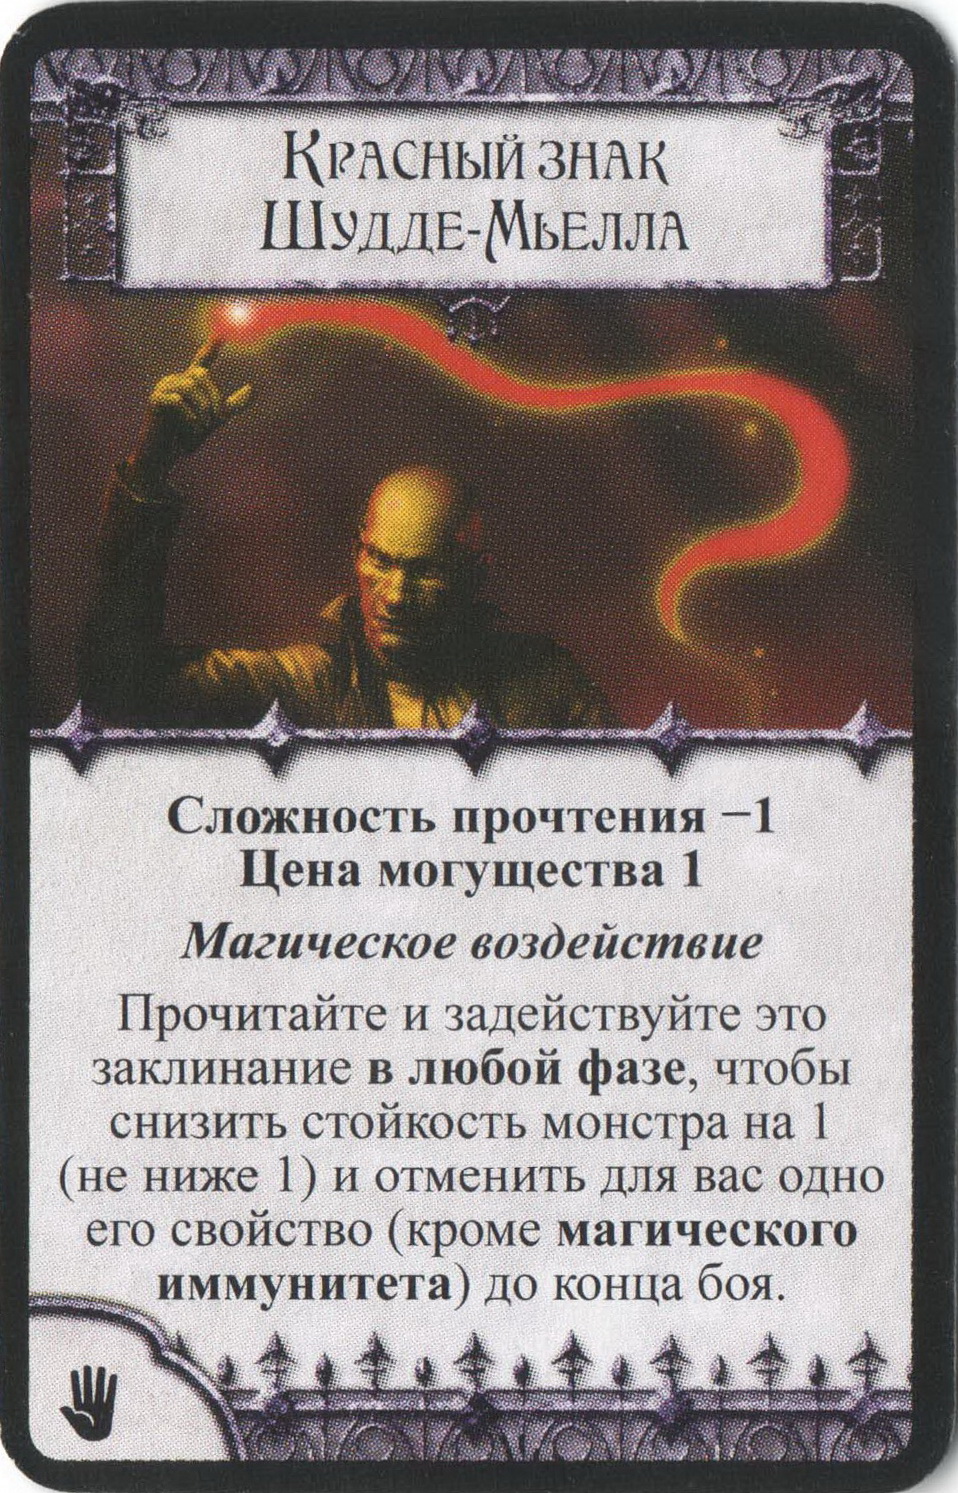 Красный знак
Шудде-Мьелла
Сложность прочтения −1
Цена могущества 1
Магическое воздействие
Прочитайте и задействуйте это
заклинание в любой фазе, чтобы
снизить стойкость монстра на 1
(не ниже 1) и отменить для вас одно
его свойство (кроме магического
иммунитета) до конца боя.